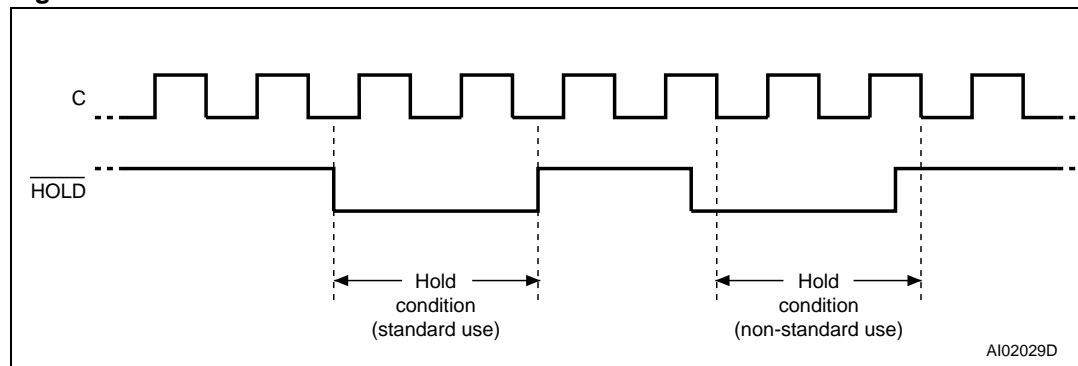 C
HOLD
Hold
condition
(standard use)
Hold
condition
(non-standard use)
AI02029D